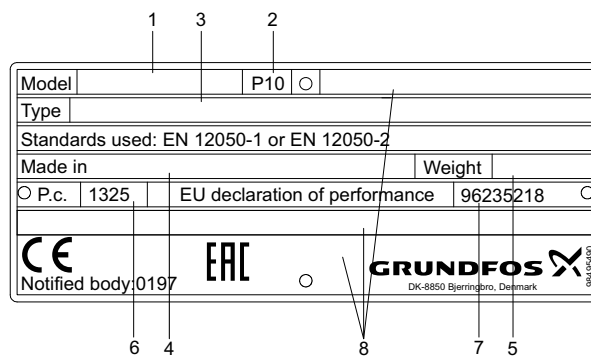 1 3 2
Model P10
Type
Standards used: EN 12050-1 or EN 12050-2
Made in Weight
P.c. 1325 EU declaration of performance 96235218
CE EAC
Notified body:0197
GRUNDFOS
DK-8850 Bjerringbro, Denmark
6 4 8 7 5